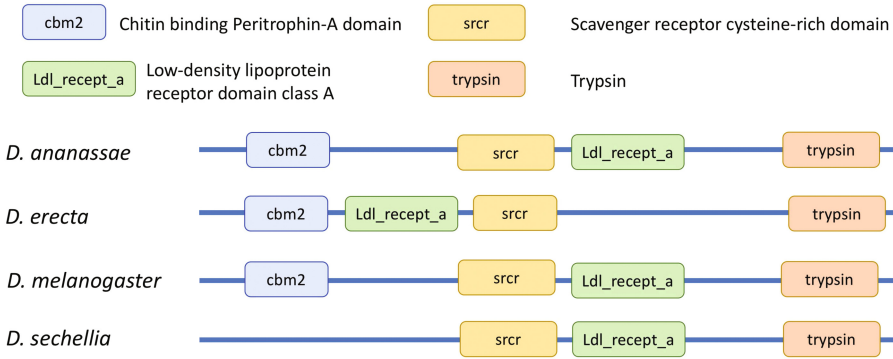 cbm2 Chitin binding Peritrophin-A domain srcr Scavenger receptor cysteine-rich domain
Ldl_recept_a Low-density lipoprotein
receptor domain class A trypsin Trypsin
D. ananassae cbm2 srcr Ldl_recept_a trypsin
D. erecta cbm2 Ldl_recept_a srcr trypsin
D. melanogaster cbm2 srcr Ldl_recept_a trypsin
D. sechellia srcr Ldl_recept_a trypsin